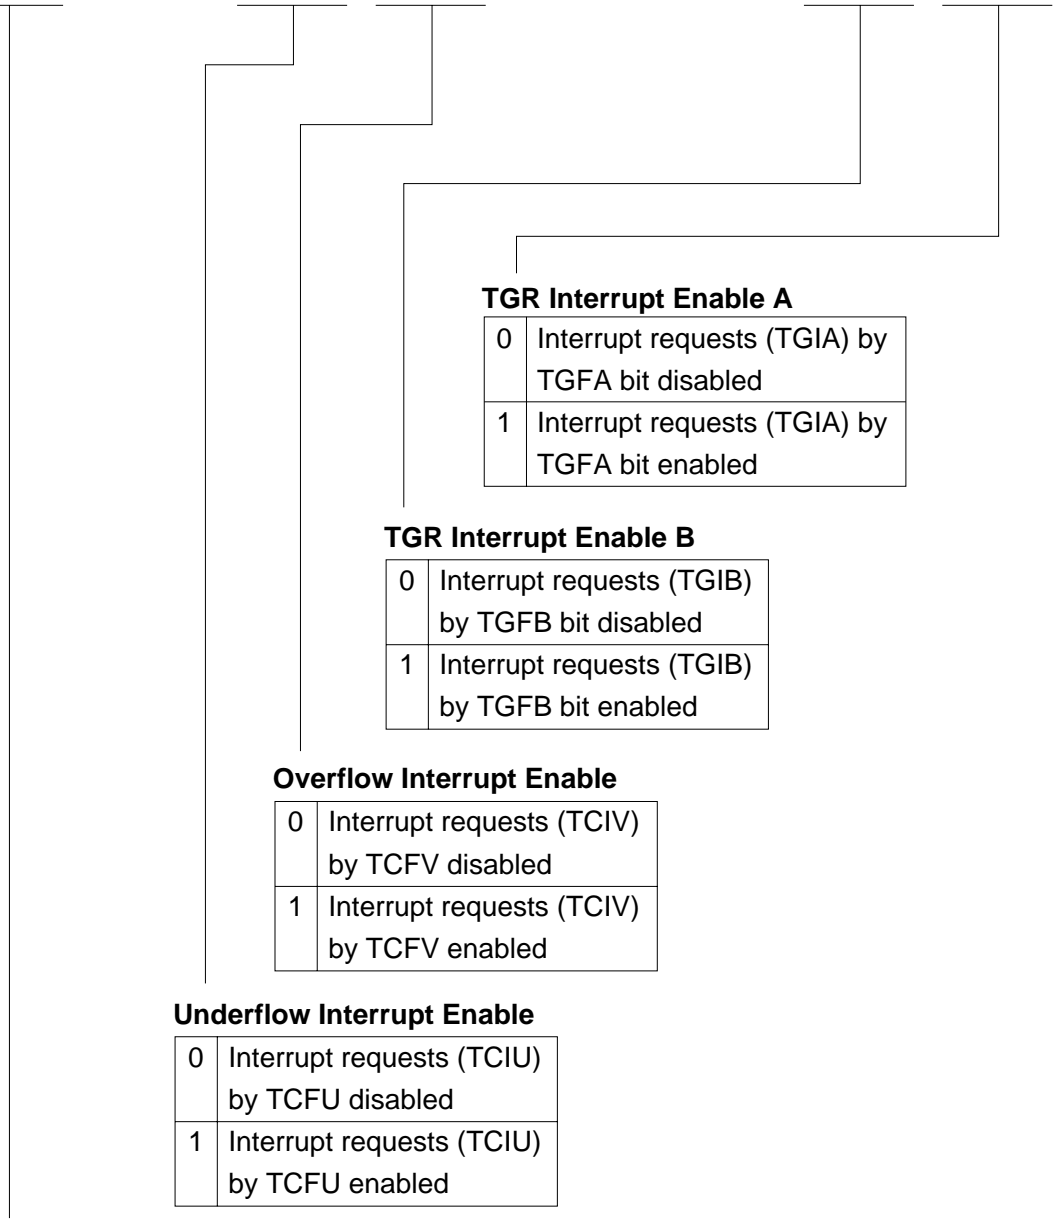 TGR Interrupt Enable A
0 Interrupt requests (TGIA) by
TGFA bit disabled
1 Interrupt requests (TGIA) by
TGFA bit enabled
TGR Interrupt Enable B
0 Interrupt requests (TGIB)
by TGFB bit disabled
1 Interrupt requests (TGIB)
by TGFB bit enabled
Overflow Interrupt Enable
0 Interrupt requests (TCIV)
by TCFV disabled
1 Interrupt requests (TCIV)
by TCFV enabled
Underflow Interrupt Enable
0 Interrupt requests (TCIU)
by TCFU disabled
1 Interrupt requests (TCIU)
by TCFU enabled